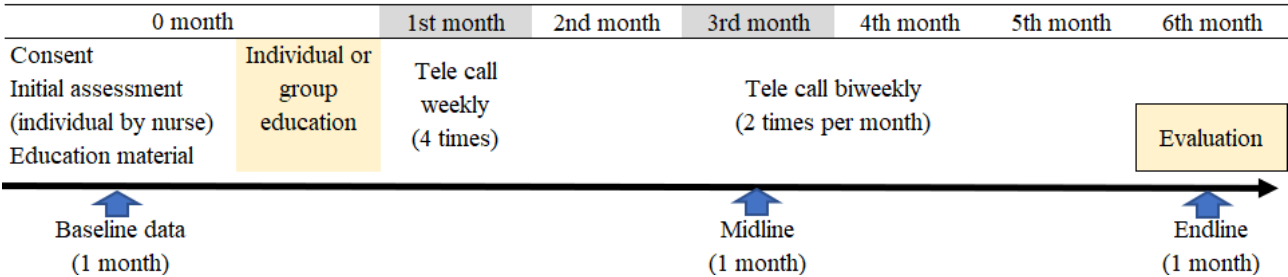 0 month 1st month 2nd month 3rd month 4th month 5th month 6th month
Consent
Initial assessment
(individual by nurse)
Education material
Individual or
group
education
Tele call
weekly
(4 times)
Tele call biweekly
(2 times per month)
Evaluation
Baseline data
(1 month)
Midline
(1 month)
Endline
(1 month)